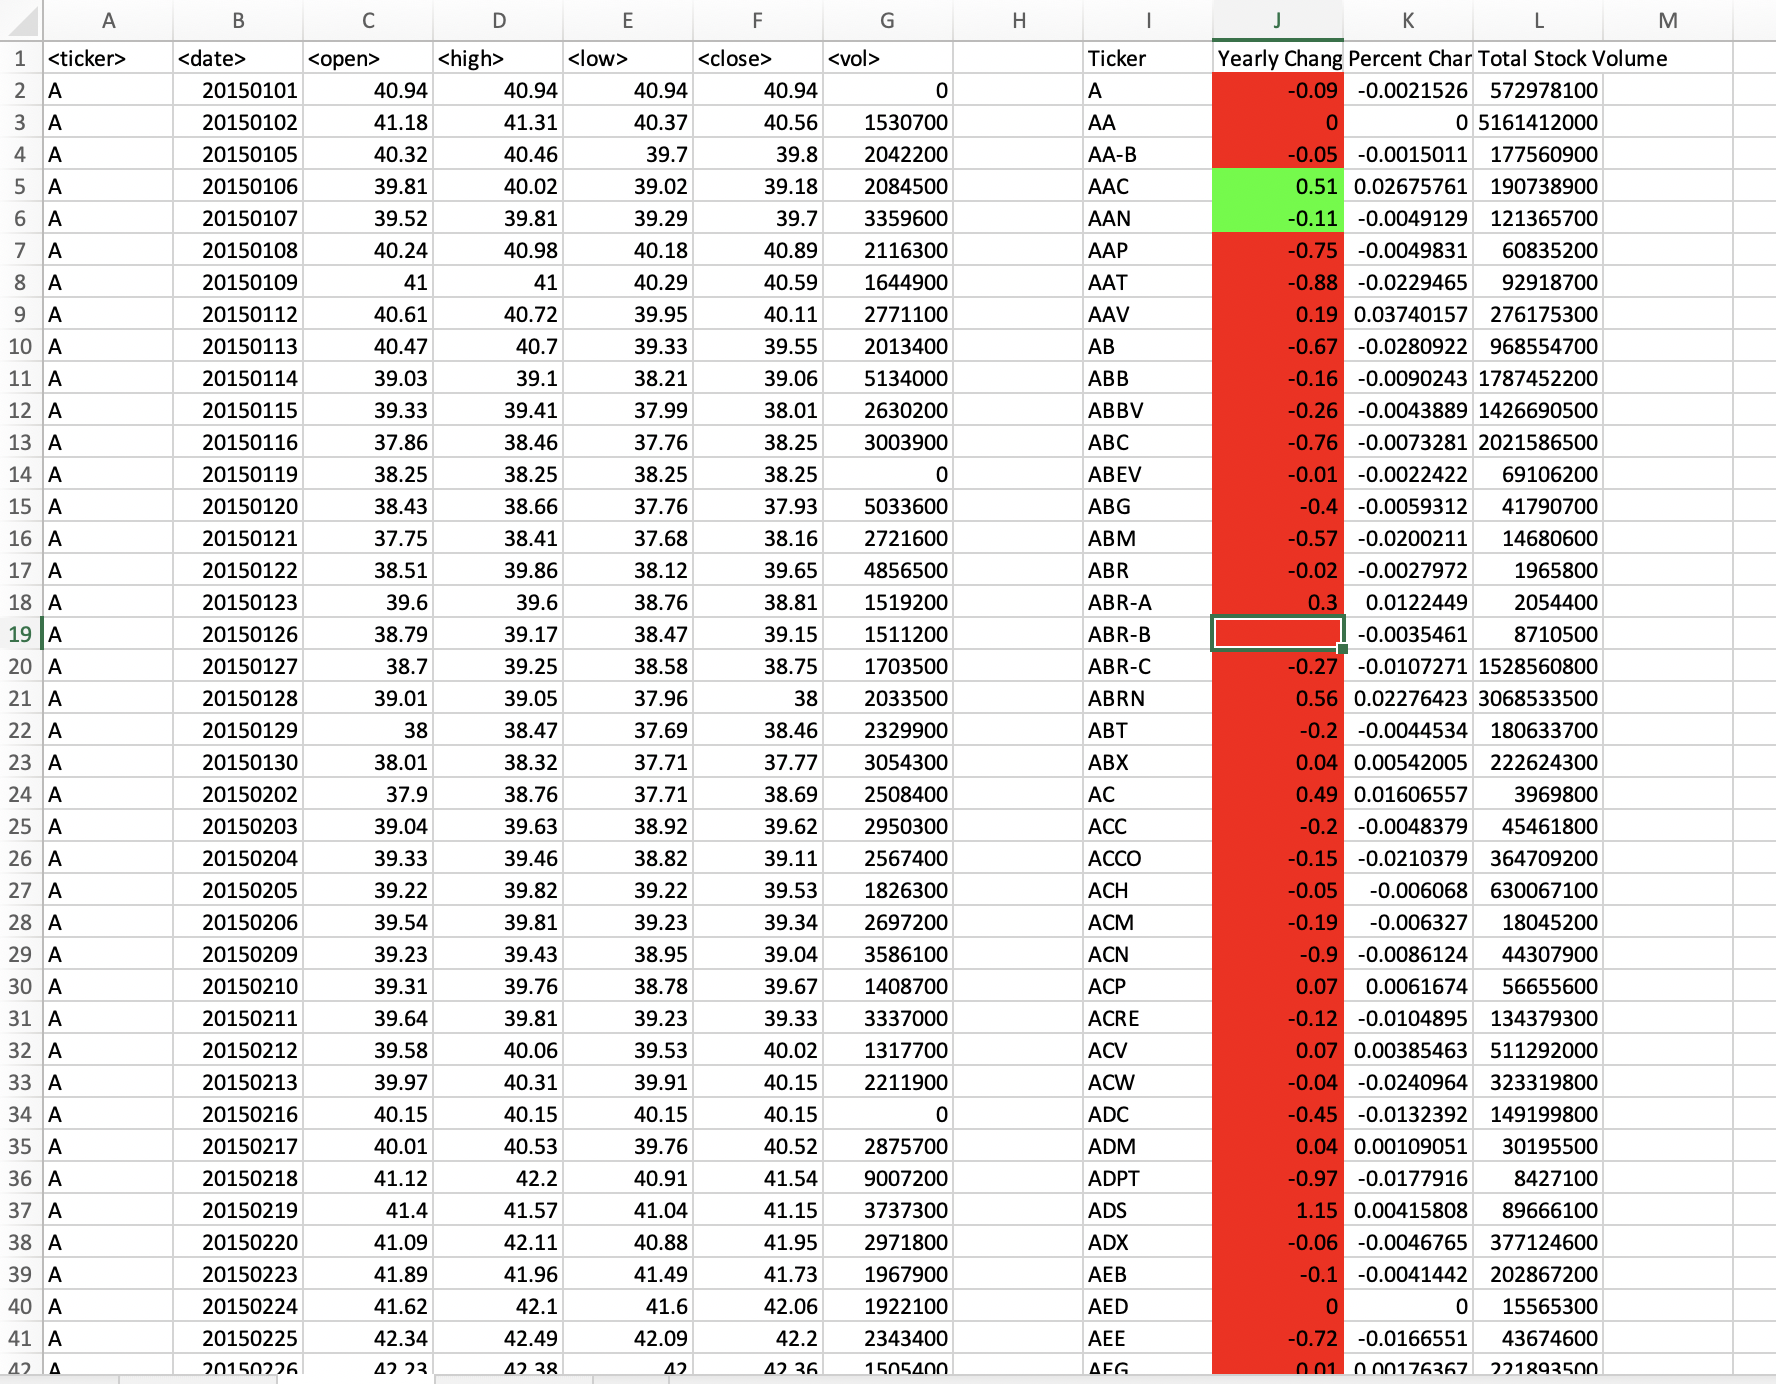 A B C D E F G H I J K L M
1 <ticker> <date> <open> <high> <low> <close> <vol> Ticker Yearly Chang Percent Char Total Stock Volume
2 A 20150101 40.94 40.94 40.94 40.94 0 A -0.09 -0.0021526 572978100
3 A 20150102 41.18 41.31 40.37 40.56 1530700 AA 0 0 5161412000
4 A 20150105 40.32 40.46 39.7 39.8 2042200 AA-B -0.05 -0.0015011 177560900
5 A 20150106 39.81 40.02 39.02 39.18 2084500 AAC 0.51 0.02675761 190738900
6 A 20150107 39.52 39.81 39.29 39.7 3359600 AAN -0.11 -0.0049129 121365700
7 A 20150108 40.24 40.98 40.18 40.89 2116300 AAP -0.75 -0.0049831 60835200
8 A 20150109 41 41 40.29 40.59 1644900 AAT -0.88 -0.0229465 92918700
9 A 20150112 40.61 40.72 39.95 40.11 2771100 AAV 0.19 0.03740157 276175300
10 A 20150113 40.47 40.7 39.33 39.55 2013400 AB -0.67 -0.0280922 968554700
11 A 20150114 39.03 39.1 38.21 39.06 5134000 ABB -0.16 -0.0090243 1787452200
12 A 20150115 39.33 39.41 37.99 38.01 2630200 ABBV -0.26 -0.0043889 1426690500
13 A 20150116 37.86 38.46 37.76 38.25 3003900 ABC -0.76 -0.0073281 2021586500
14 A 20150119 38.25 38.25 38.25 38.25 0 ABEV -0.01 -0.0022422 69106200
15 A 20150120 38.43 38.66 37.76 37.93 5033600 ABG -0.4 -0.0059312 41790700
16 A 20150121 37.75 38.41 37.68 38.16 2721600 ABM -0.57 -0.0200211 14680600
17 A 20150122 38.51 39.86 38.12 39.65 4856500 ABR -0.02 -0.0027972 1965800
18 A 20150123 39.6 39.6 38.76 38.81 1519200 ABR-A 0.3 0.0122449 2054400
19 A 20150126 38.79 39.17 38.47 39.15 1511200 ABR-B -0.0035461 8710500
20 A 20150127 38.7 39.25 38.58 38.75 1703500 ABR-C -0.27 -0.0107271 1528560800
21 A 20150128 39.01 39.05 37.96 38 2033500 ABRN 0.56 0.02276423 3068533500
22 A 20150129 38 38.47 37.69 38.46 2329900 ABT -0.2 -0.0044534 180633700
23 A 20150130 38.01 38.32 37.71 37.77 3054300 ABX 0.04 0.00542005 222624300
24 A 20150202 37.9 38.76 37.71 38.69 2508400 AC 0.49 0.01606557 3969800
25 A 20150203 39.04 39.63 38.92 39.62 2950300 ACC -0.2 -0.0048379 45461800
26 A 20150204 39.33 39.46 38.82 39.11 2567400 ACCO -0.15 -0.0210379 364709200
27 A 20150205 39.22 39.82 39.22 39.53 1826300 ACH -0.05 -0.006068 630067100
28 A 20150206 39.54 39.81 39.23 39.34 2697200 ACM -0.19 -0.006327 18045200
29 A 20150209 39.23 39.43 38.95 39.04 3586100 ACN -0.9 -0.0086124 44307900
30 A 20150210 39.31 39.76 38.78 39.67 1408700 ACP 0.07 0.0061674 56655600
31 A 20150211 39.64 39.81 39.23 39.33 3337000 ACRE -0.12 -0.0104895 134379300
32 A 20150212 39.58 40.06 39.53 40.02 1317700 ACV 0.07 0.00385463 511292000
33 A 20150213 39.97 40.31 39.91 40.15 2211900 ACW -0.04 -0.0240964 323319800
34 A 20150216 40.15 40.15 40.15 40.15 0 ADC -0.45 -0.0132392 149199800
35 A 20150217 40.01 40.53 39.76 40.52 2875700 ADM 0.04 0.00109051 30195500
36 A 20150218 41.12 42.2 40.91 41.54 9007200 ADPT -0.97 -0.0177916 8427100
37 A 20150219 41.4 41.57 41.04 41.15 3737300 ADS 1.15 0.00415808 89666100
38 A 20150220 41.09 42.11 40.88 41.95 2971800 ADX -0.06 -0.0046765 377124600
39 A 20150223 41.89 41.96 41.49 41.73 1967900 AEB -0.1 -0.0041442 202867200
40 A 20150224 41.62 42.1 41.6 42.06 1922100 AED 0 0 15565300
41 A 20150225 42.34 42.49 42.09 42.2 2343400 AEE -0.72 -0.0166551 43674600
42 A 20150226 42.23 42.38 42 42.36 1505400 AEG 0.01 0.00176367 221893500